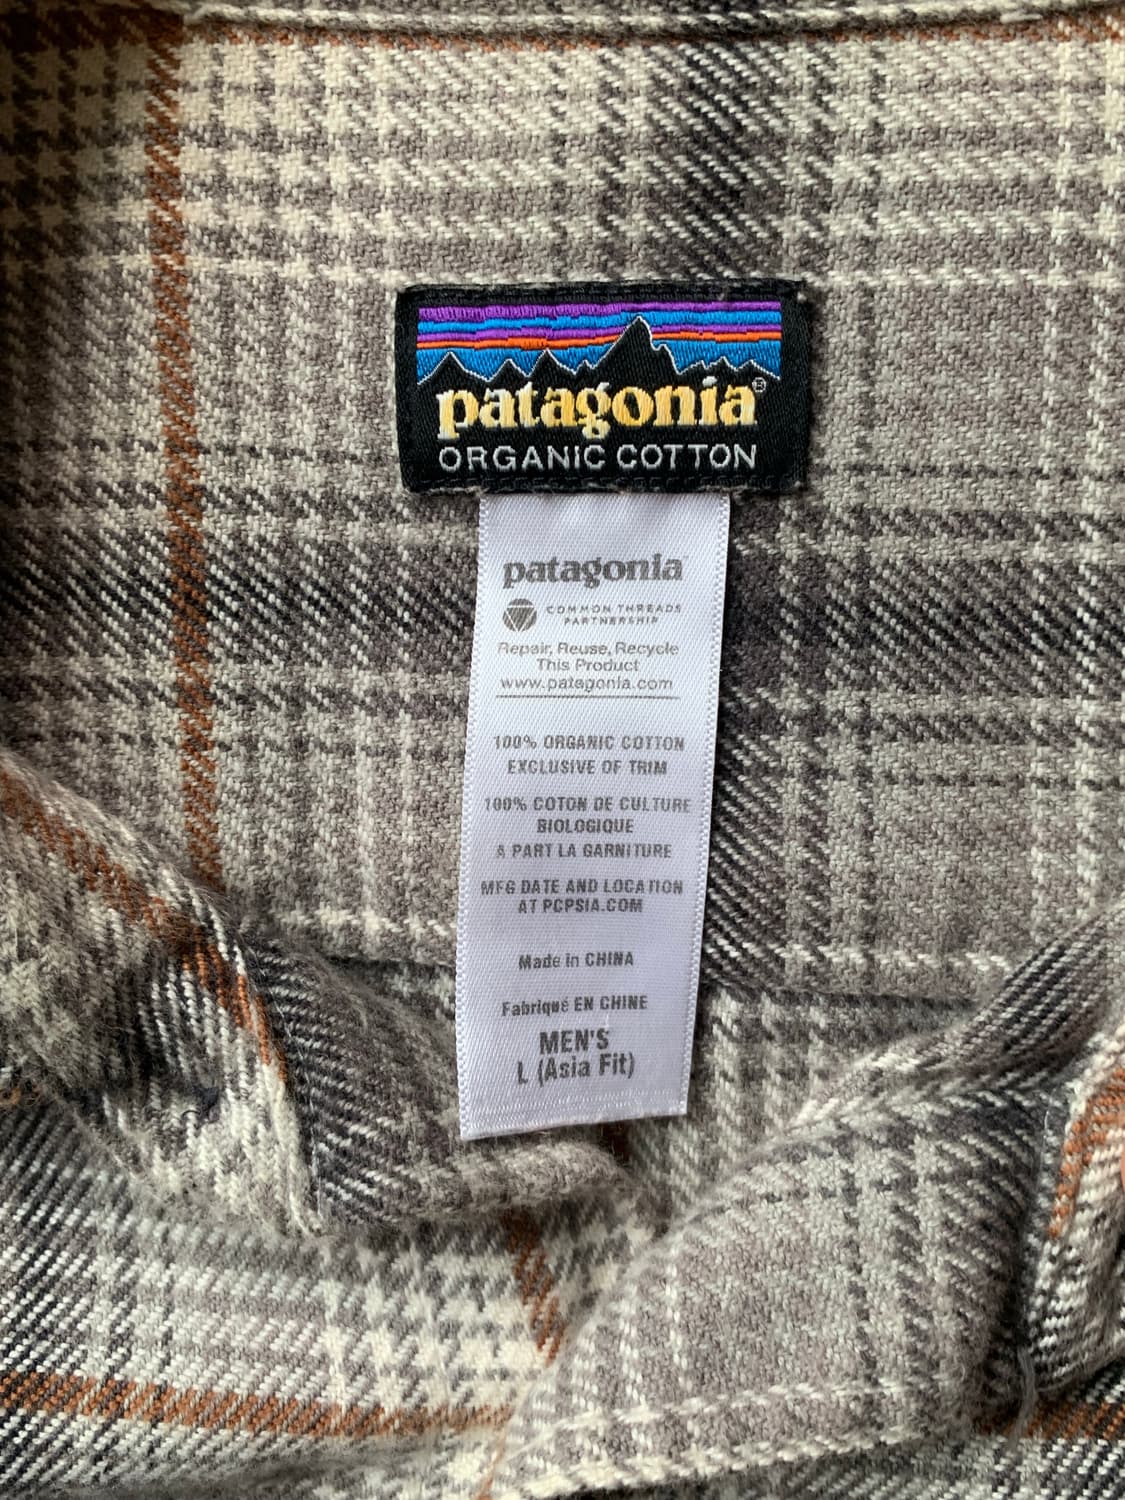 patagonia®
ORGANIC COTTON
patagonia
COMMON THREADS
PARTNERSHIP
Repair, Reuse, Recycle
This Product
www.patagonia.com
100% ORGANIC COTTON
EXCLUSIVE OF TRIM
100% COTON DE CULTURE
BIOLOGIQUE
A PART LA GARNITURE
MFG DATE AND LOCATION
AT PCPSIA.COM
Made in CHINA
Fabriqué EN CHINE
MEN'S
L (Asia Fit)